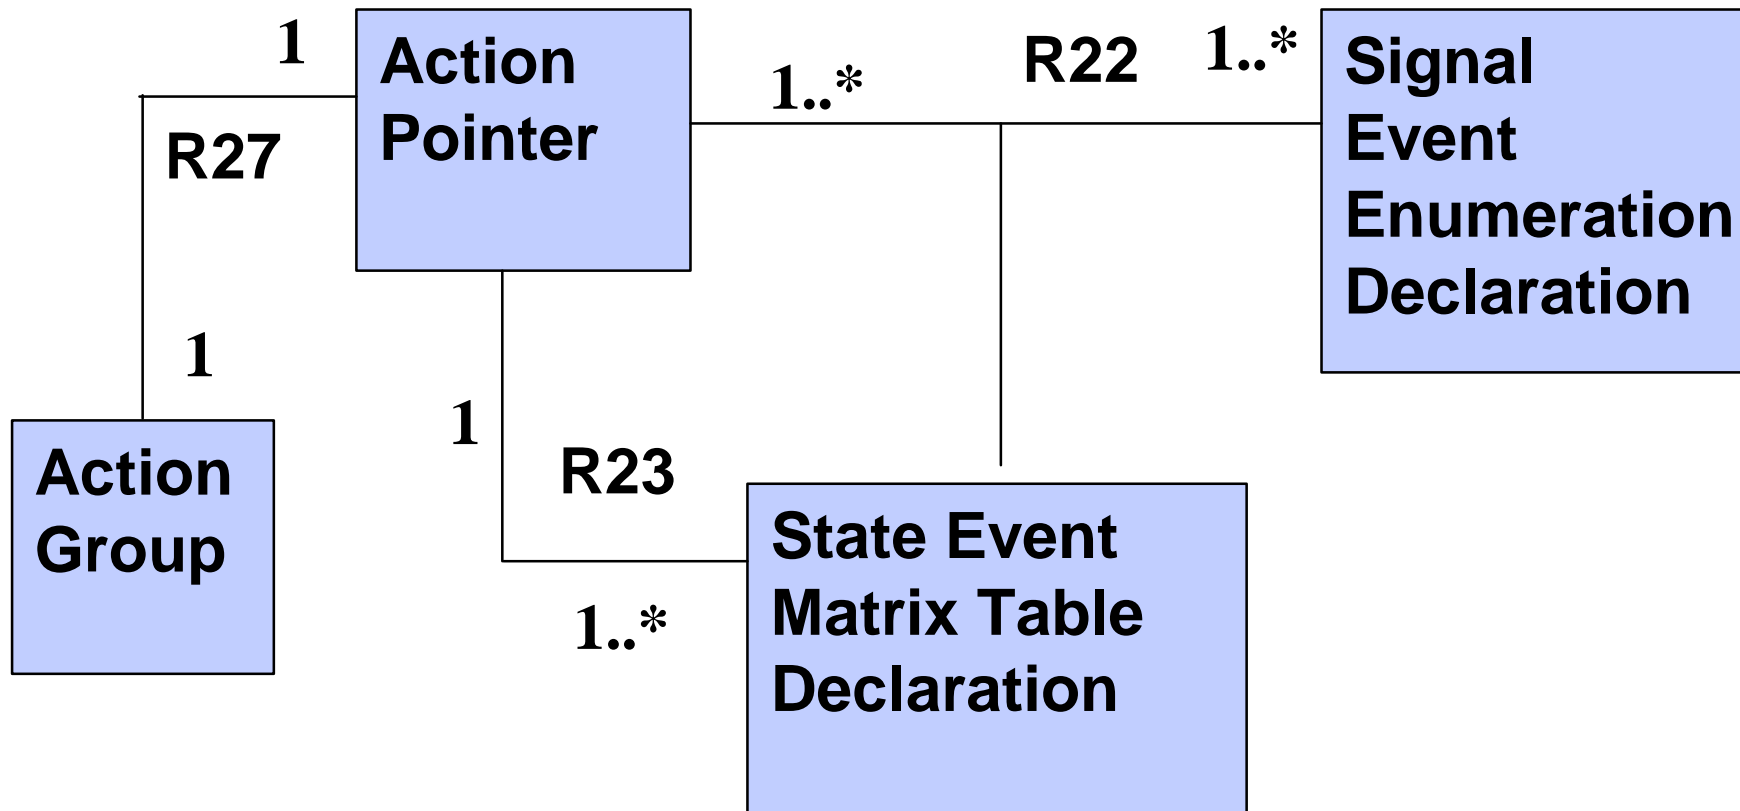 1
Action
Pointer
1..*
R22
1..*
Signal
Event
Enumeration
Declaration
R27
1
Action
Group
1
R23
1..*
State Event
Matrix Table
Declaration